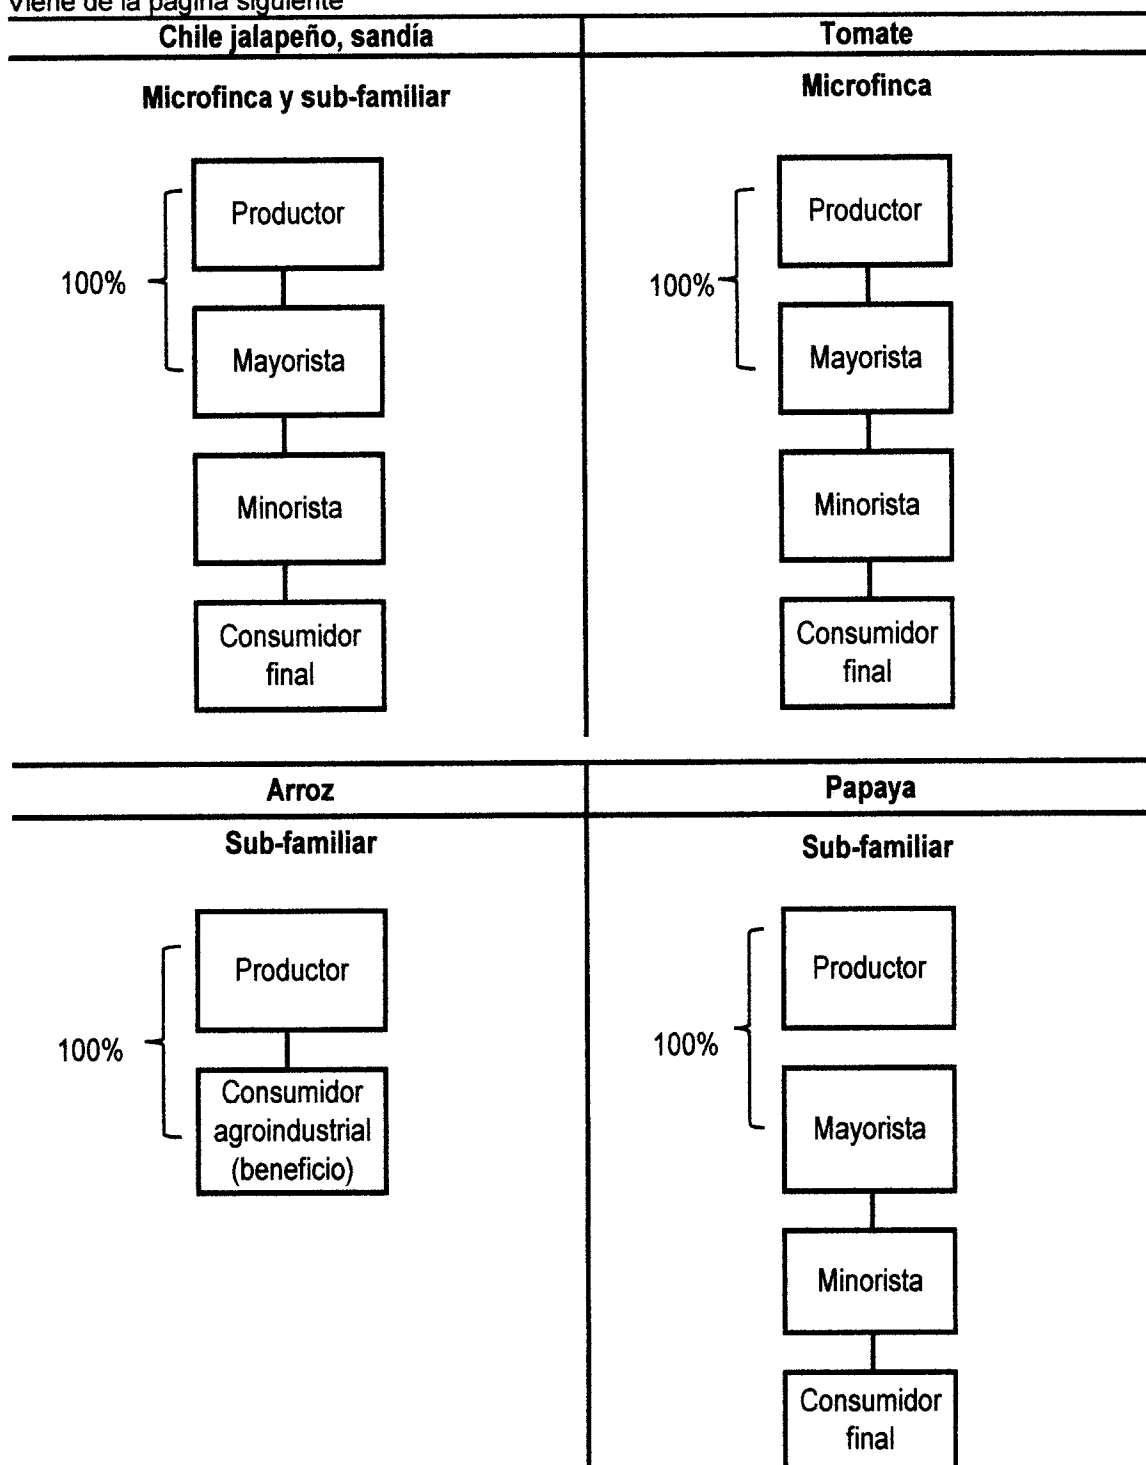 Viene de la página siguiente
Chile jalapeño, sandía
Tomate
Microfinca y sub-familiar
Microfinca
Productor
100%
Mayorista
Minorista
Consumidor
final
Productor
100%
Mayorista
Minorista
Consumidor
final
Arroz
Papaya
Sub-familiar
Sub-familiar
Productor
100%
Consumidor
agroindustrial
(beneficio)
Productor
100%
Mayorista
Minorista
Consumidor
final